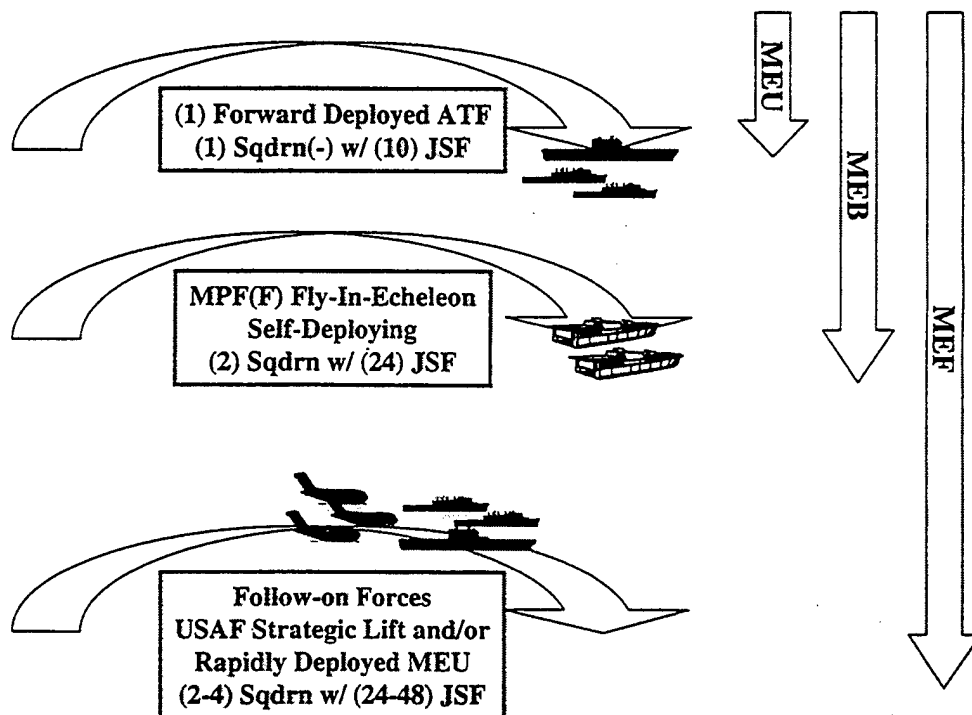 (1) Forward Deployed ATF
(1) Sqdrn(-) w/ (10) JSF
MPF(F) Fly-In-Echeleon
Self-Deploying
(2) Sqdrn w/ (24) JSF
Follow-on Forces
USAF Strategic Lift and/or
Rapidly Deployed MEU
(2-4) Sqdrn w/ (24-48) JSF
MEU
MEB
MEF